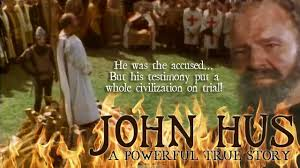 He was the accused...
But his testimony put a
whole civilization on trial!
JOHN HUS
A POWERFUL TRUE STORY